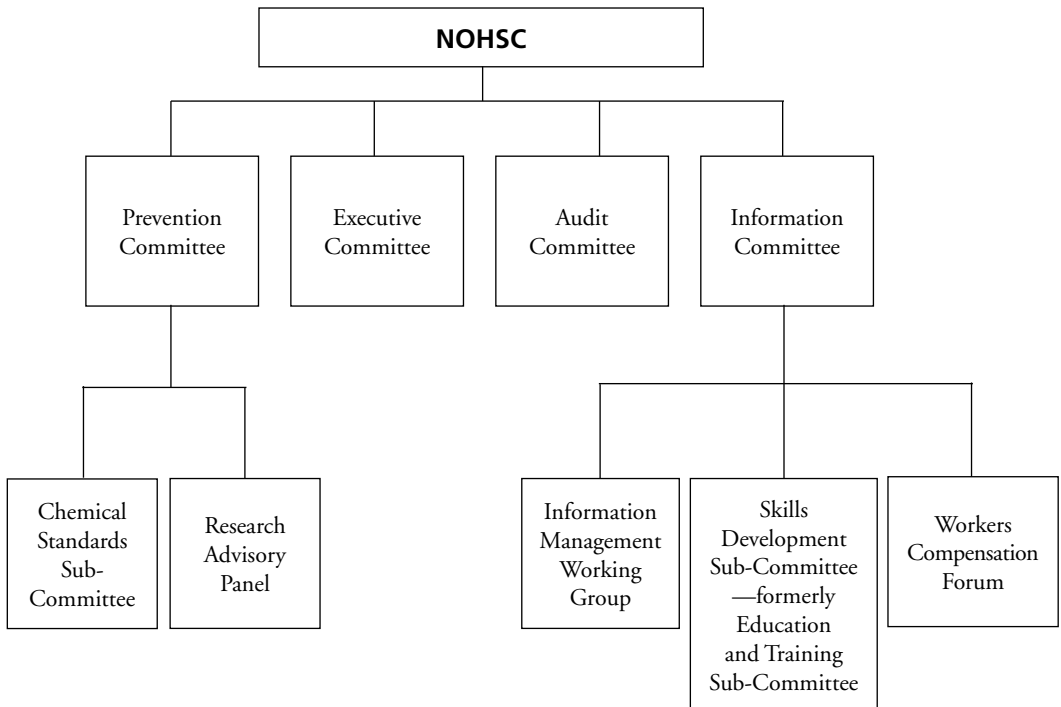 NOHSC
Prevention
Committee
Executive
Committee
Audit
Committee
Information
Committee
Chemical
Standards
Sub-
Committee
Research
Advisory
Panel
Information
Management
Working
Group
Skills
Development
Sub-Committee
—formerly
Education
and Training
Sub-Committee
Workers
Compensation
Forum